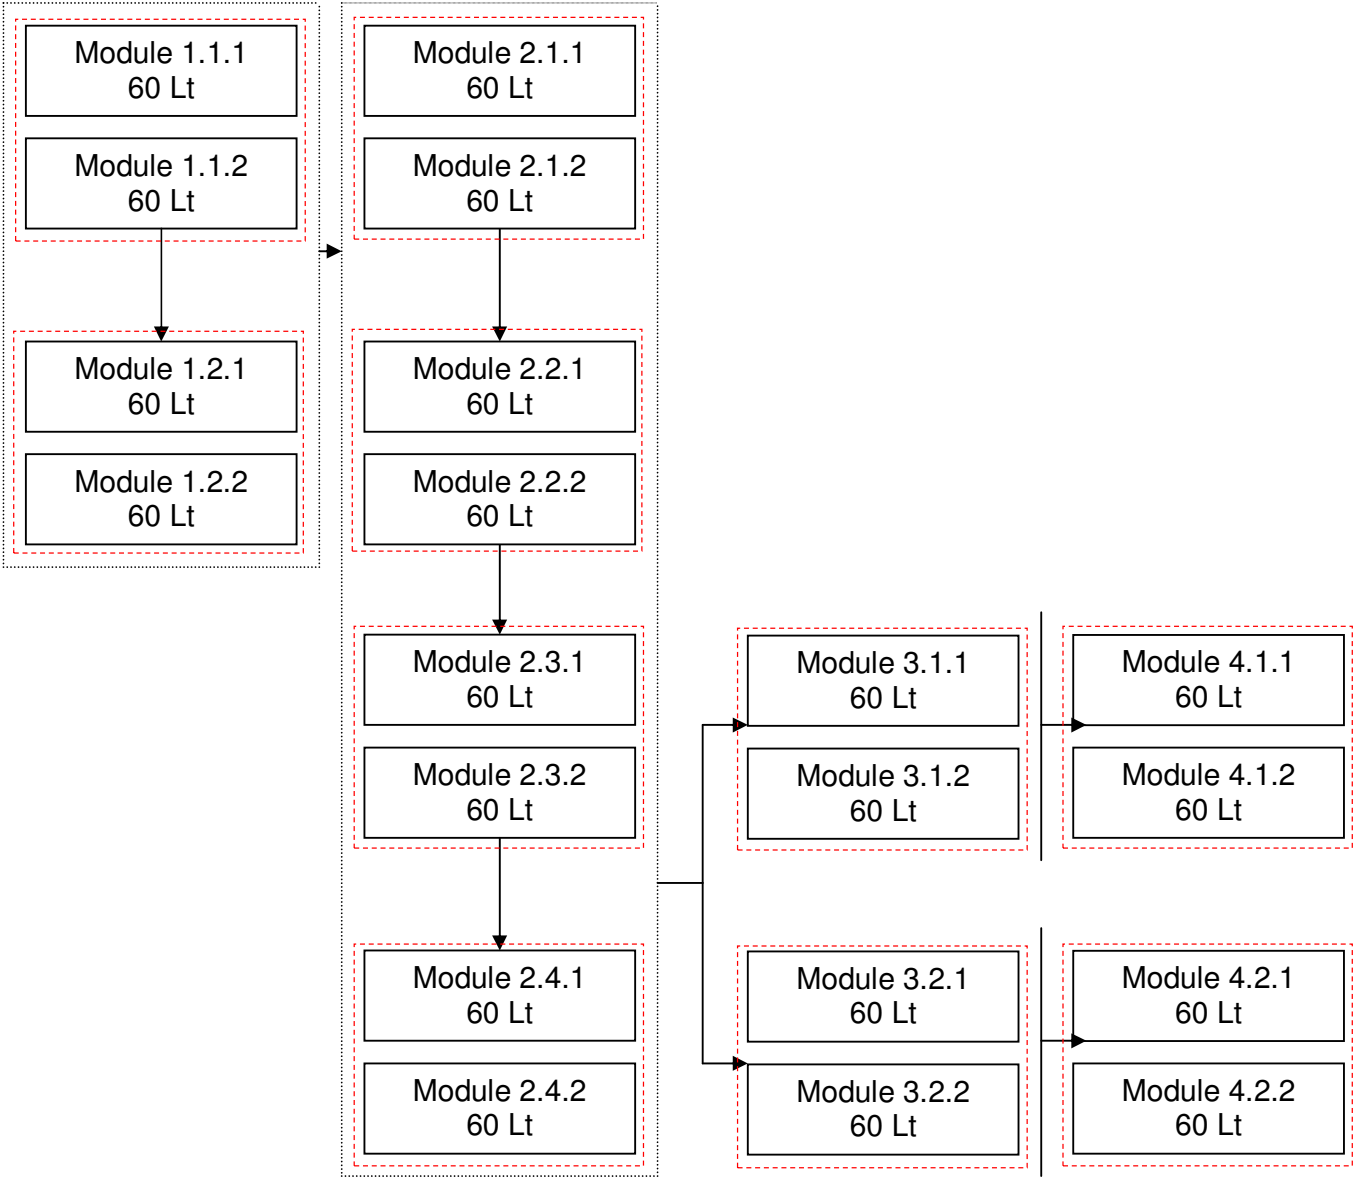 Module 1.1.1
60 Lt
Module 1.1.2
60 Lt
Module 1.2.1
60 Lt
Module 1.2.2
60 Lt
Module 2.1.1
60 Lt
Module 2.1.2
60 Lt
Module 2.2.1
60 Lt
Module 2.2.2
60 Lt
Module 2.3.1
60 Lt
Module 2.3.2
60 Lt
Module 2.4.1
60 Lt
Module 2.4.2
60 Lt
Module 3.1.1
60 Lt
Module 3.1.2
60 Lt
Module 3.2.1
60 Lt
Module 3.2.2
60 Lt
Module 4.1.1
60 Lt
Module 4.1.2
60 Lt
Module 4.2.1
60 Lt
Module 4.2.2
60 Lt